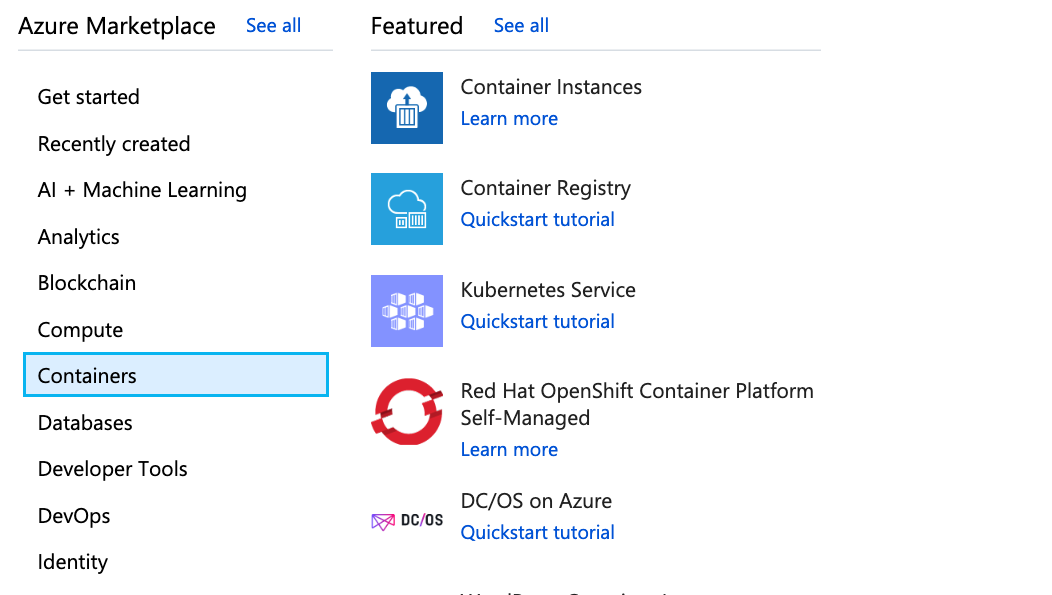 Azure Marketplace See all
Get started
Recently created
AI + Machine Learning
Analytics
Blockchain
Compute
Containers
Databases
Developer Tools
DevOps
Identity
Featured See all
Container Instances
Learn more
Container Registry
Quickstart tutorial
Kubernetes Service
Quickstart tutorial
Red Hat OpenShift Container Platform
Self-Managed
Learn more
DC/OS
DC/OS on Azure
Quickstart tutorial